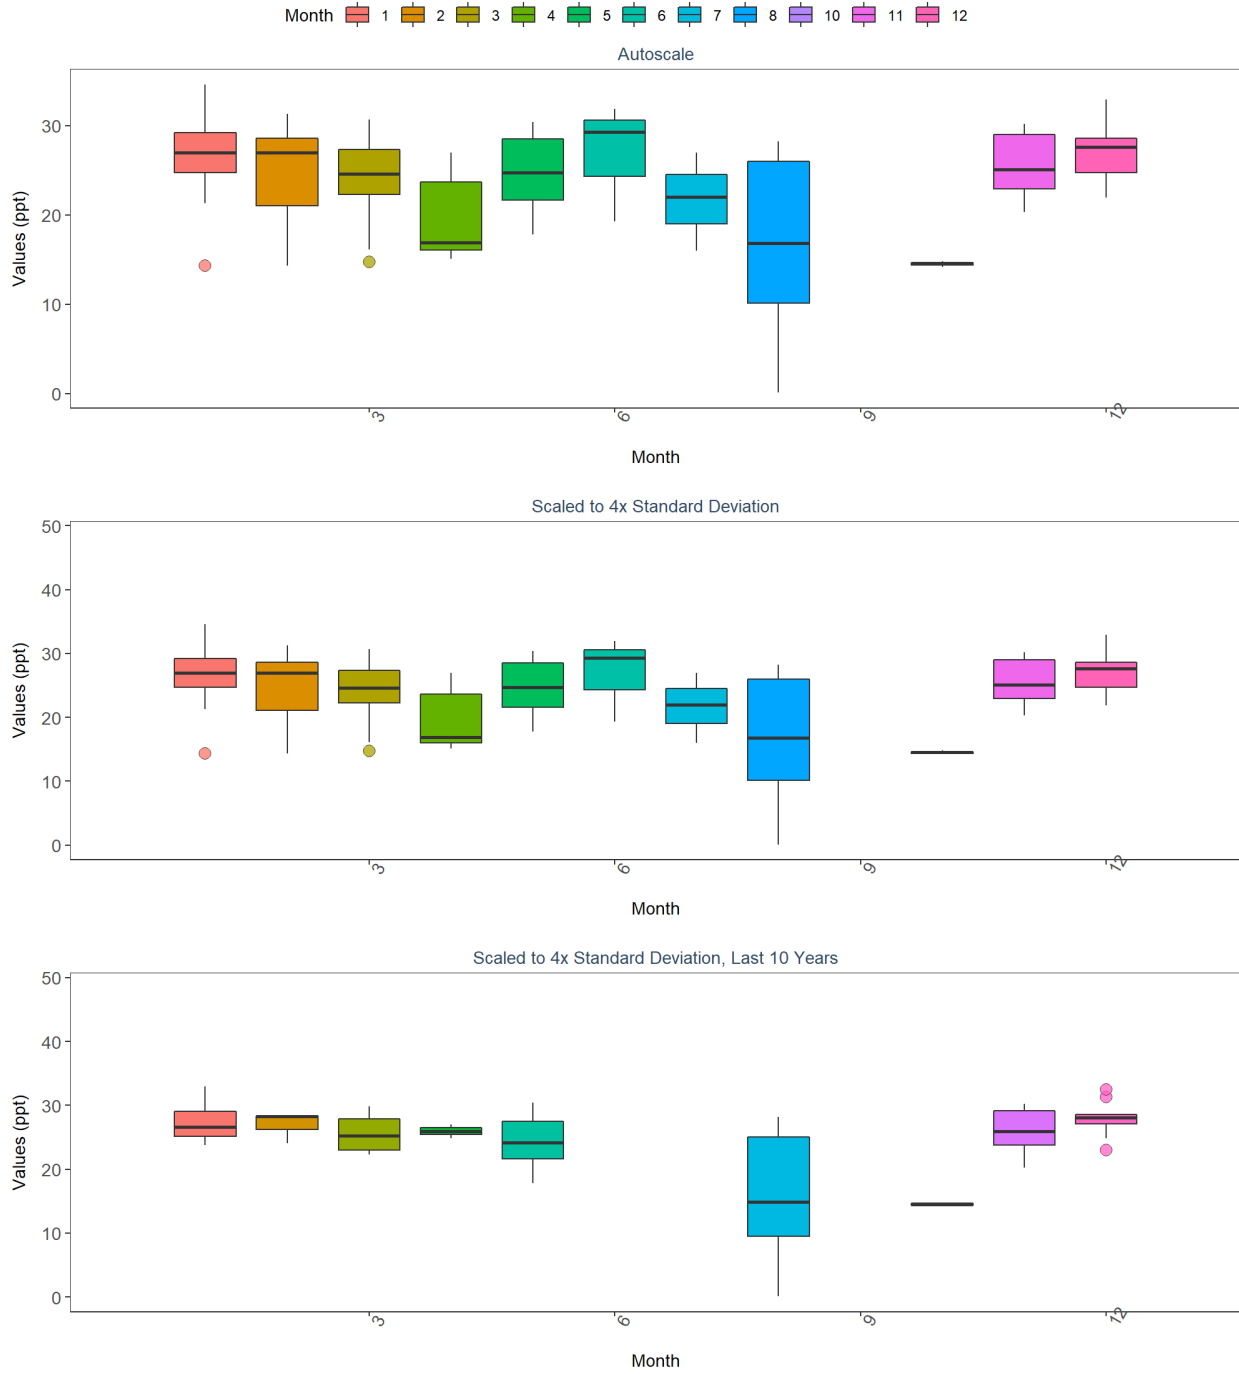 Month 1 2 3 4 5 6 7 8 10 11 12
Autoscale
Values (ppt)
30
20
10
0
3 6 9 12
Month
Scaled to 4x Standard Deviation
Values (ppt)
50
40
30
20
10
0
3 6 9 12
Month
Scaled to 4x Standard Deviation, Last 10 Years
Values (ppt)
50
40
30
20
10
0
3 6 9 12
Month